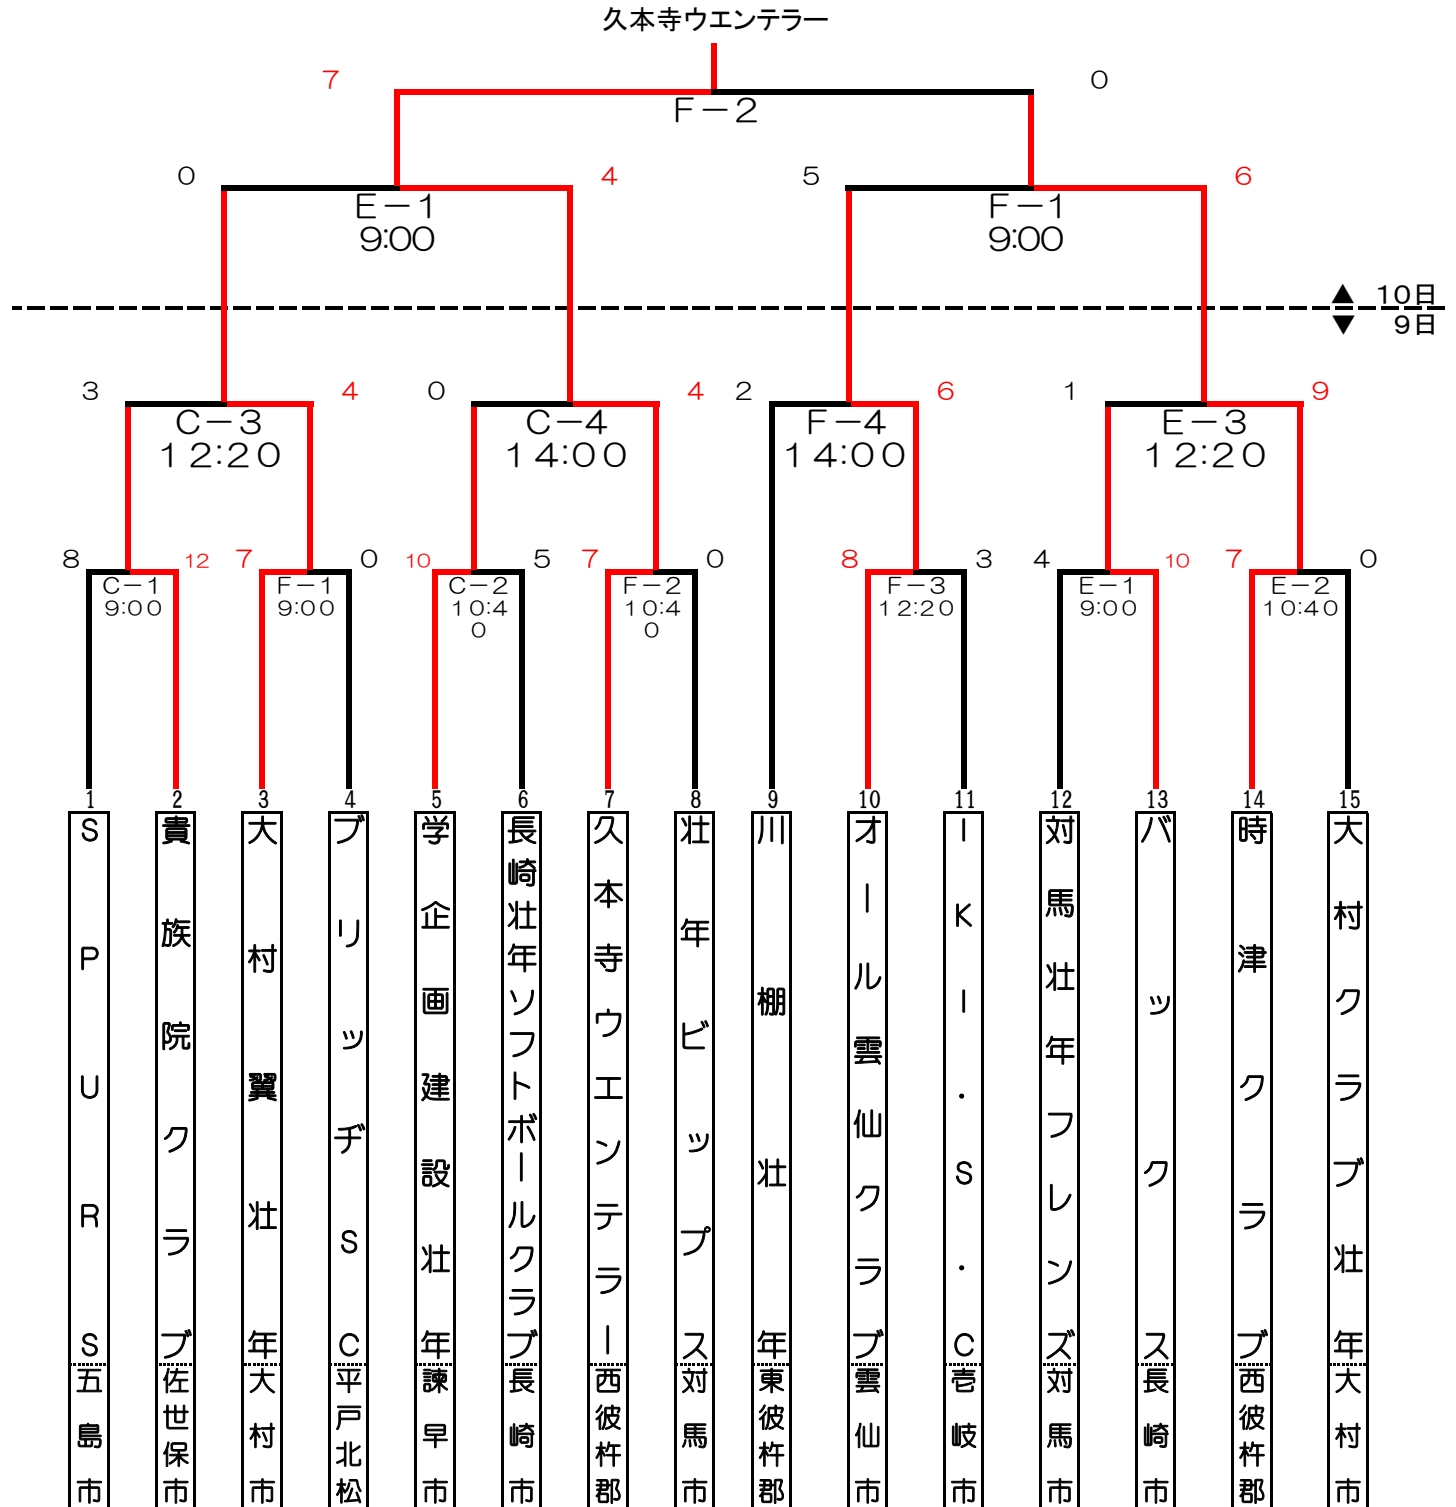 久本寺ウエンテラー
7 0
F－2
0 4 5 6
E－1 F－1
9:00 9:00
▲ 10日
▼ 9日
3 4 0 4 2 6 1 9
C－3 C－4 F－4 E－3
12:20 14:00 14:00 12:20
8 12 7 0 10 5 7 0 8 3 4 10 7 0
C－1 F－1 C－2 F－2 F－3 E－1 E－2
9:00 9:00 10:4 10:4 12:20 9:00 10:40
0 0
1 2 3 4 5 6 7 8 9 10 11 12 13 14 15
SPURS 五島市
貴族院クラブ 佐世保市
大村翼壮年 大村市
ブリッヂSC 平戸北松
学企画建設壮年 諫早市
長崎壮年ソフトボールクラブ 長崎市
久本寺ウエンテラー 西彼杵郡
壮年ビップス 対馬市
川棚壮年 東彼杵郡
オール雲仙クラブ 雲仙市
IKI．S．C 壱岐市
対馬壮年フレンズ 対馬市
バックス 長崎市
時津クラブ 西彼杵郡
大村クラブ壮年 大村市